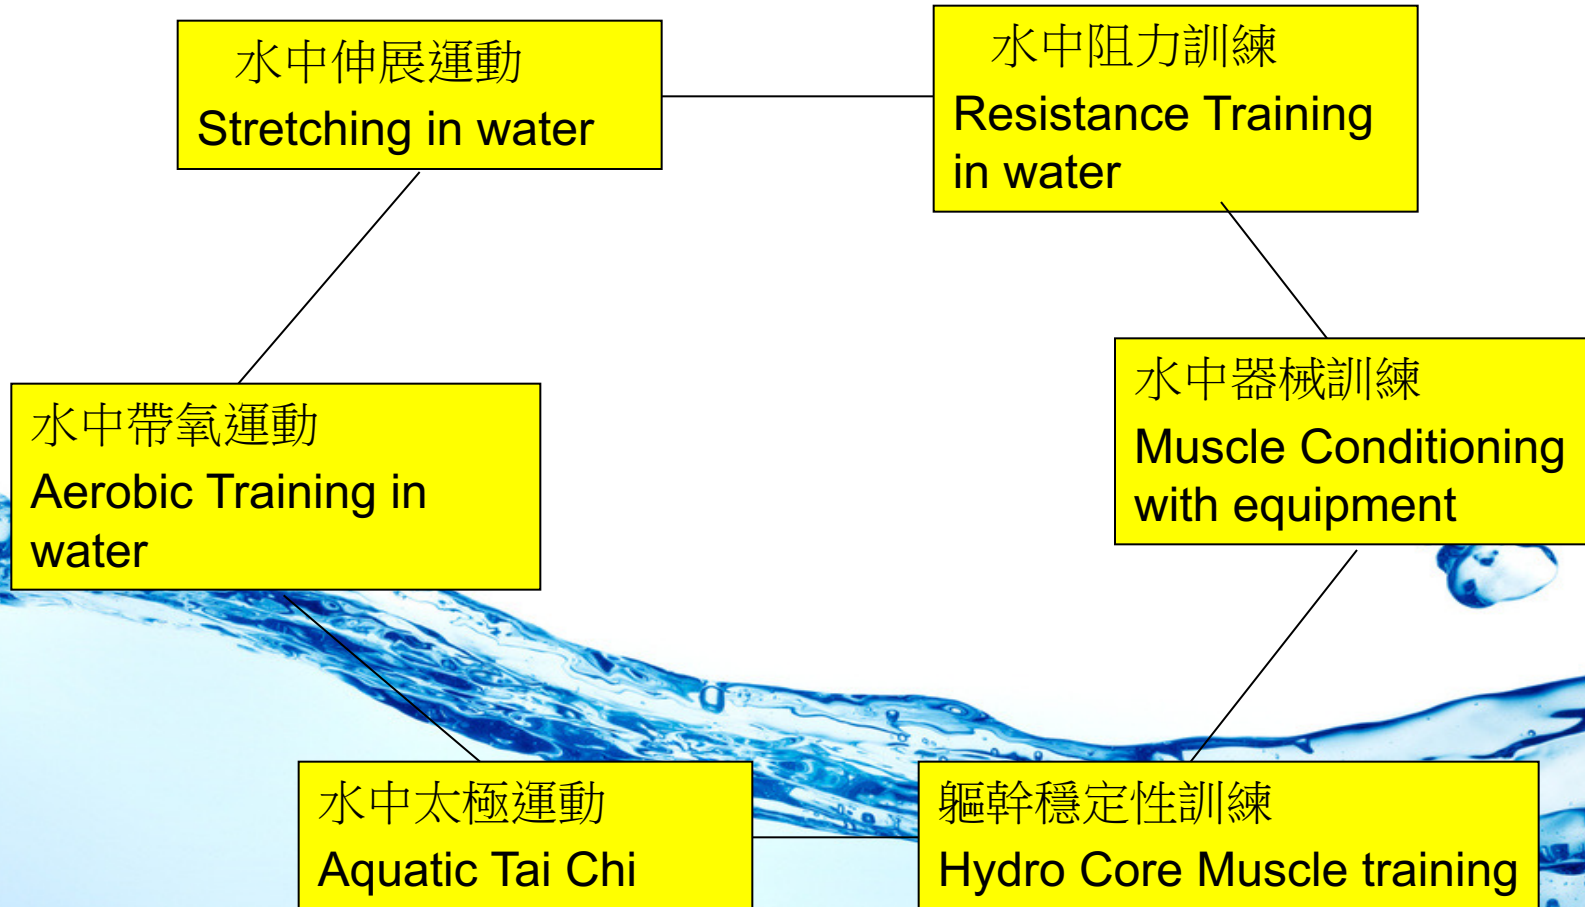 水中伸展運動
Stretching in water
水中阻力訓練
Resistance Training
in water
水中帶氧運動
Aerobic Training in
water
水中器械訓練
Muscle Conditioning
with equipment
水中太極運動
Aquatic Tai Chi
軀幹穩定性訓練
Hydro Core Muscle training